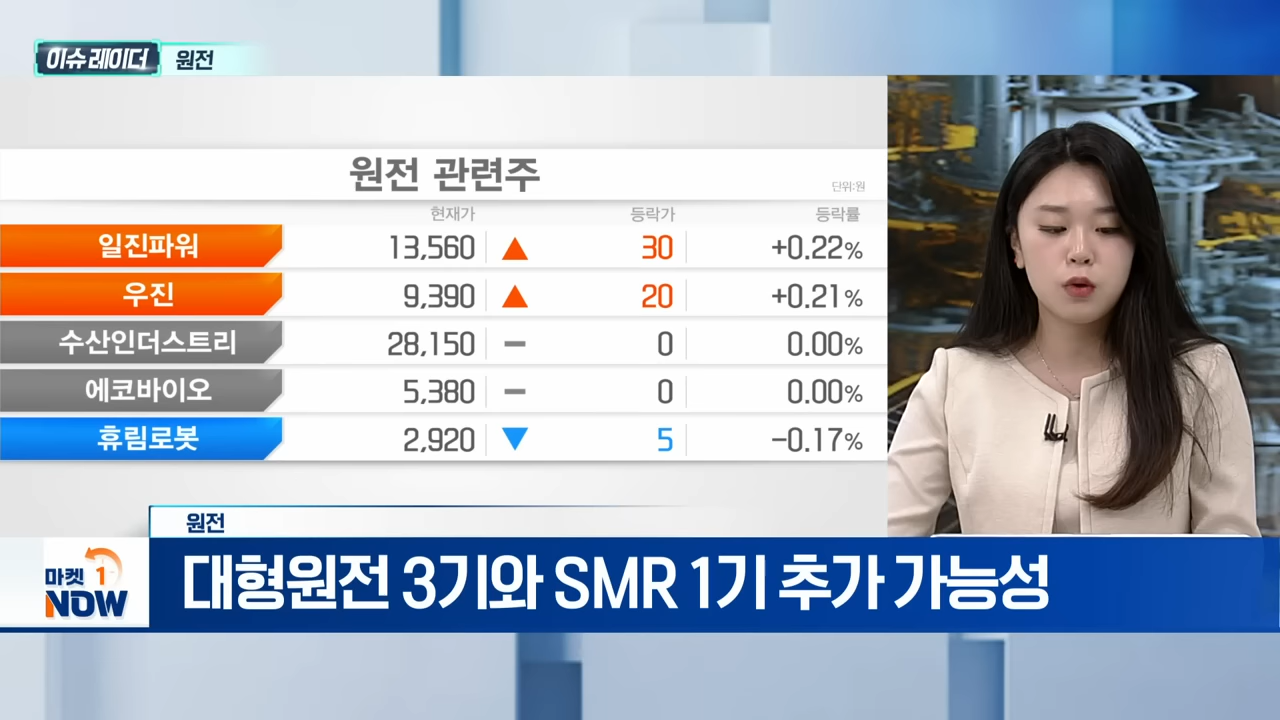 이슈레이더 원전
원전 관련주
단위:원
현재가 등락가 등락률
일진파워 13,560 ▲ 30 +0.22%
우진 9,390 ▲ 20 +0.21%
수산인더스트리 28,150 － 0 0.00%
에코바이오 5,380 － 0 0.00%
휴림로봇 2,920 ▼ 5 −0.17%
원전
마켓 1
NOW
대형원전 3기와 SMR 1기 추가 가능성